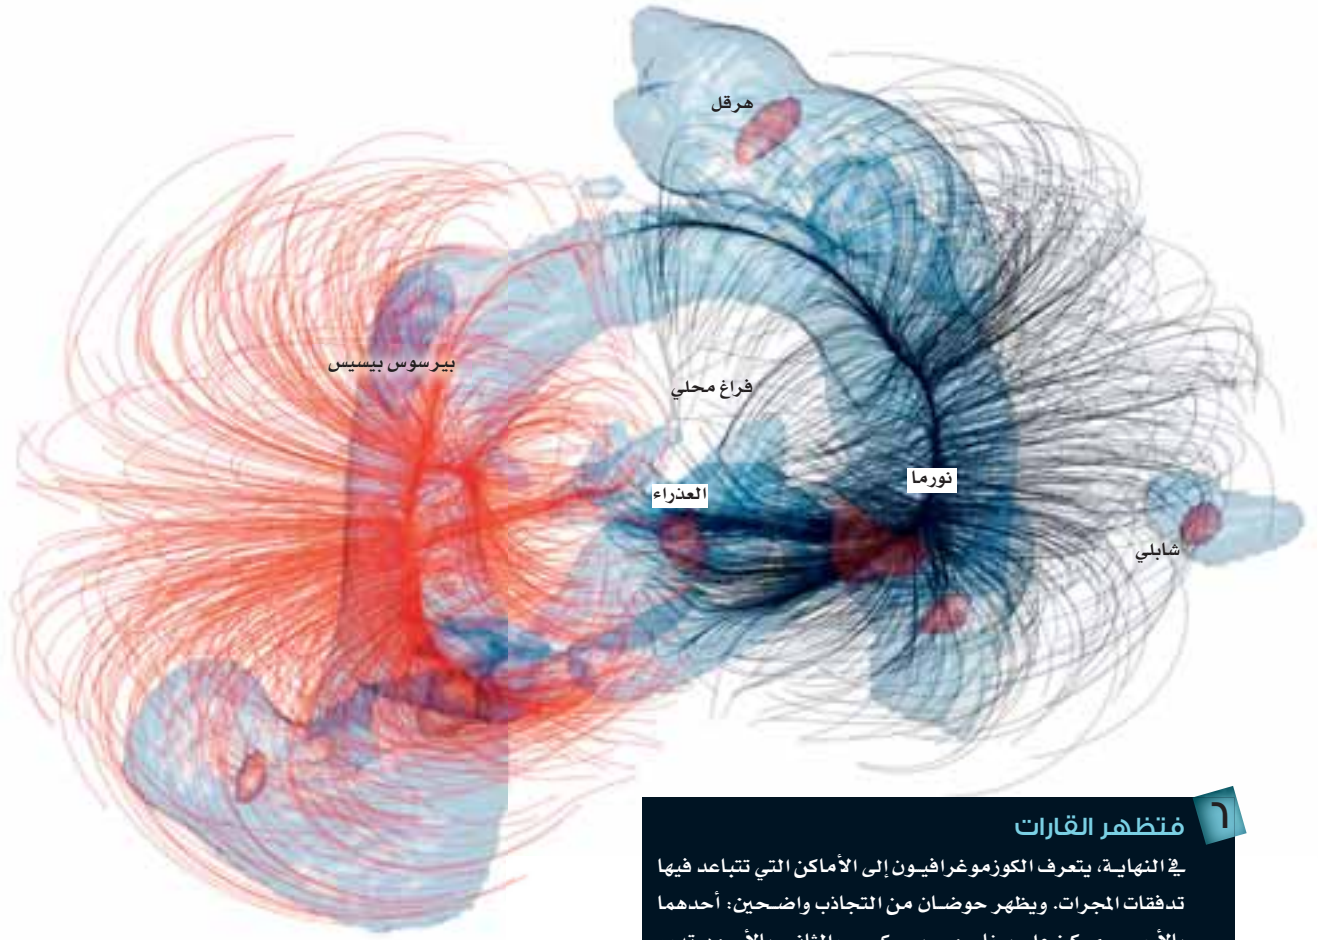 هرقل
بيرسوس بيسيس
فراغ محلي
نورما
العذراء
شابلي
٦
فتظهر القارات
في النهاية، يتعرف الكوزموغرافيون إلى الأماكن التي تتباعد فيها
تدفقات المجرات. ويظهر حوضان من التجاذب واضحين: أحدهما